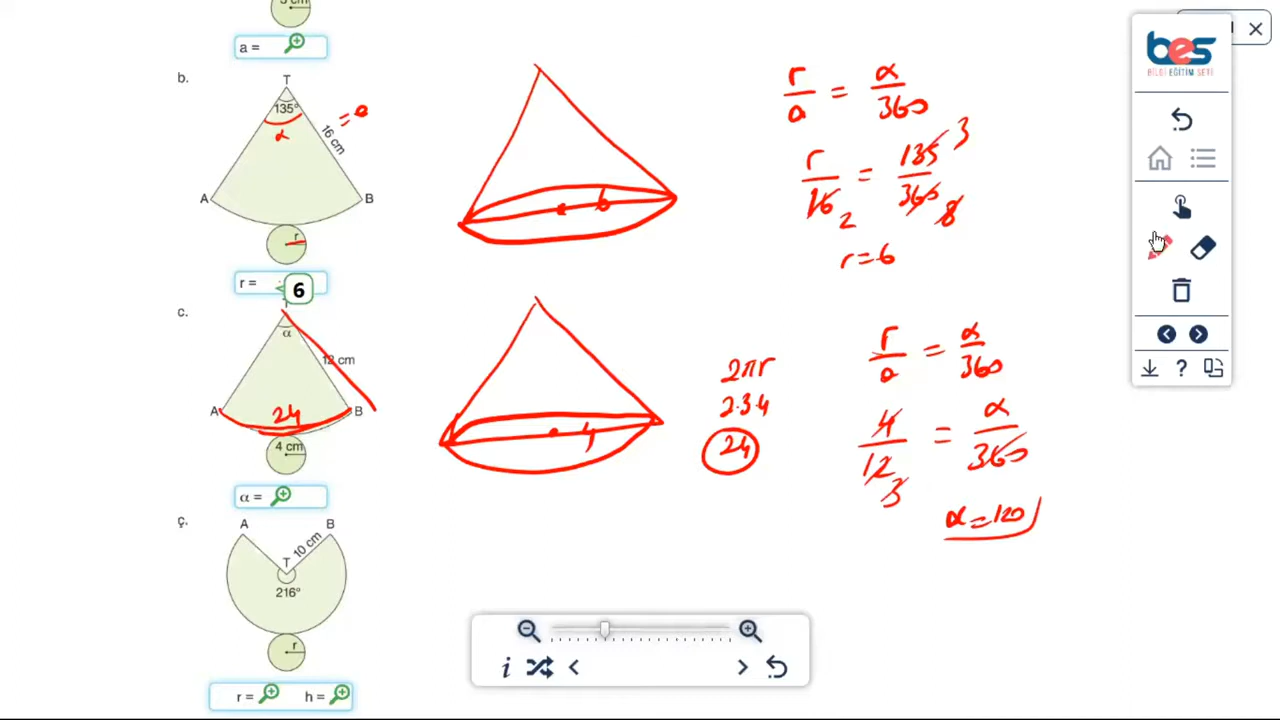 3 cm
a =
b.
T
135°
α
= a
16 cm
A
B
r
r =
6
6
r/a = α/360
r/16 2 = 135 3/360 8
r = 6
c.
T
α
12 cm
A
24
B
4 cm
α =
4
2πr
2.3.4
24
r/a = α/360
4/12 3 = α/360
α = 120
ç.
A
B
10 cm
T
216°
r
r =
h =
bes
BİLGİ EĞİTİM SETİ
?
i